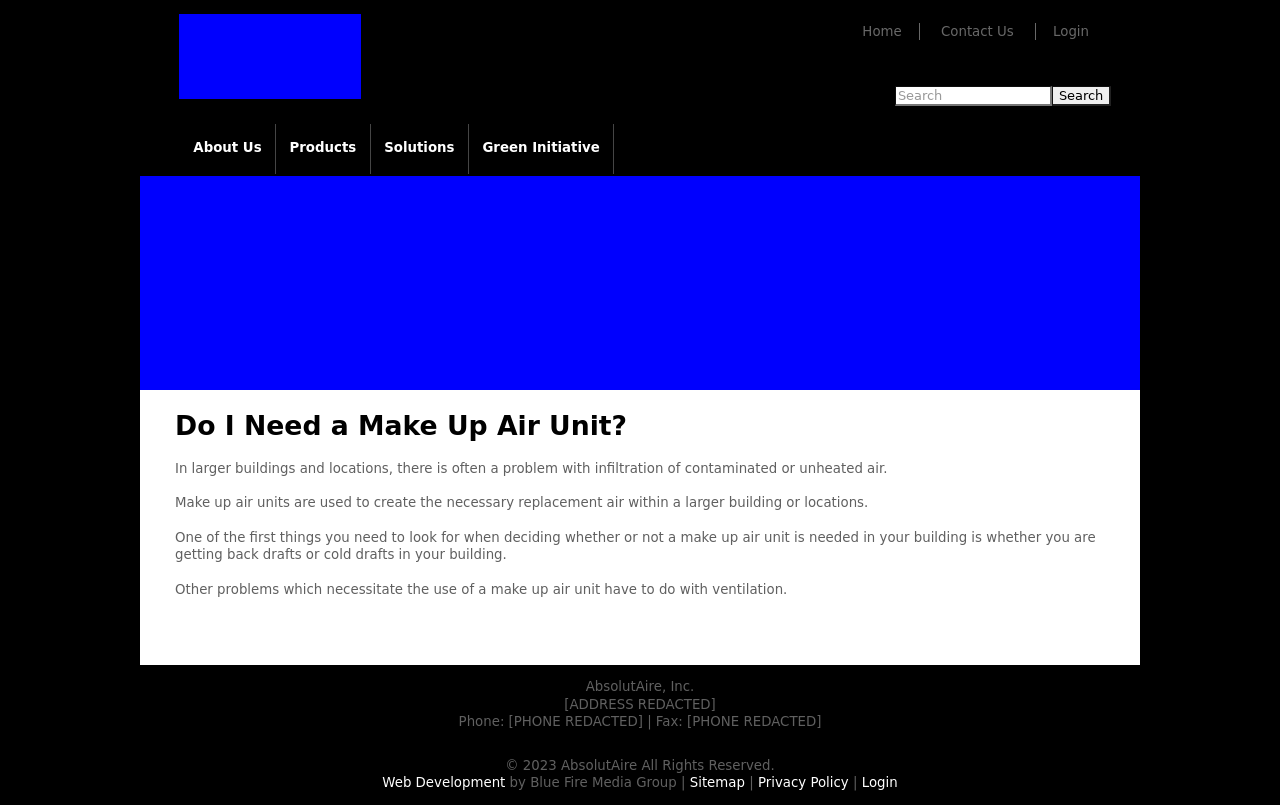 Home Contact Us Login
Search Search
About Us Products Solutions Green Initiative
Do I Need a Make Up Air Unit?
In larger buildings and locations, there is often a problem with infiltration of contaminated or unheated air.
Make up air units are used to create the necessary replacement air within a larger building or locations.
One of the first things you need to look for when deciding whether or not a make up air unit is needed in your building is whether you are
getting back drafts or cold drafts in your building.
Other problems which necessitate the use of a make up air unit have to do with ventilation.
AbsolutAire, Inc.
[ADDRESS REDACTED]
Phone: [PHONE REDACTED] | Fax: [PHONE REDACTED]
© 2023 AbsolutAire All Rights Reserved.
Web Development by Blue Fire Media Group | Sitemap | Privacy Policy | Login